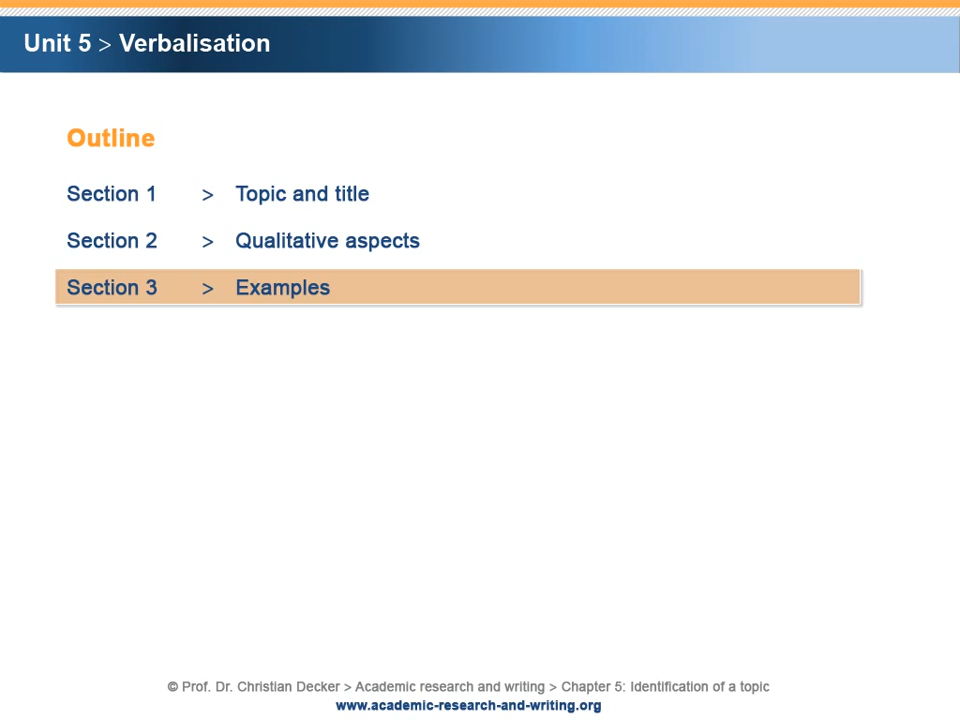 Unit 5 > Verbalisation
Outline
Section 1 > Topic and title
Section 2 > Qualitative aspects
Section 3 > Examples
© Prof. Dr. Christian Decker > Academic research and writing > Chapter 5: Identification of a topic
www.academic-research-and-writing.org